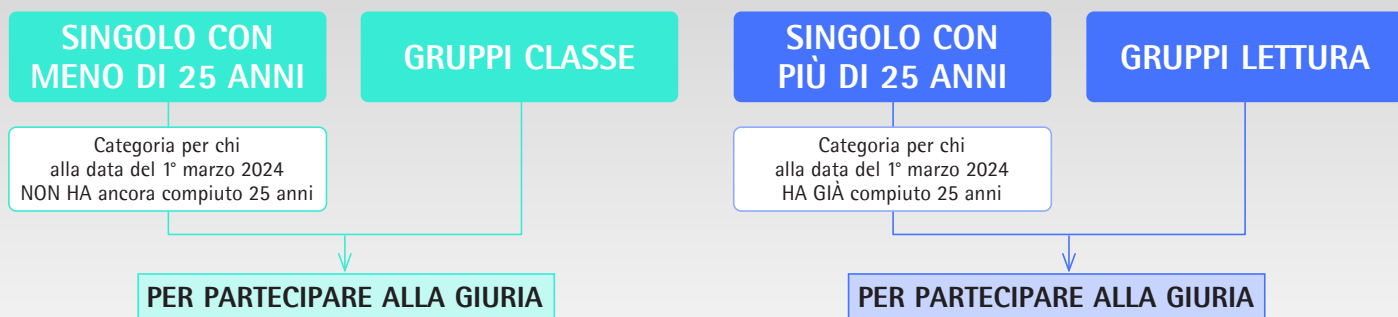 SINGOLO CON
MENO DI 25 ANNI
GRUPPI CLASSE
Categoria per chi
alla data del 1° marzo 2024
NON HA ancora compiuto 25 anni
PER PARTECIPARE ALLA GIURIA
SINGOLO CON
PIÙ DI 25 ANNI
GRUPPI LETTURA
Categoria per chi
alla data del 1° marzo 2024
HA GIÀ compiuto 25 anni
PER PARTECIPARE ALLA GIURIA